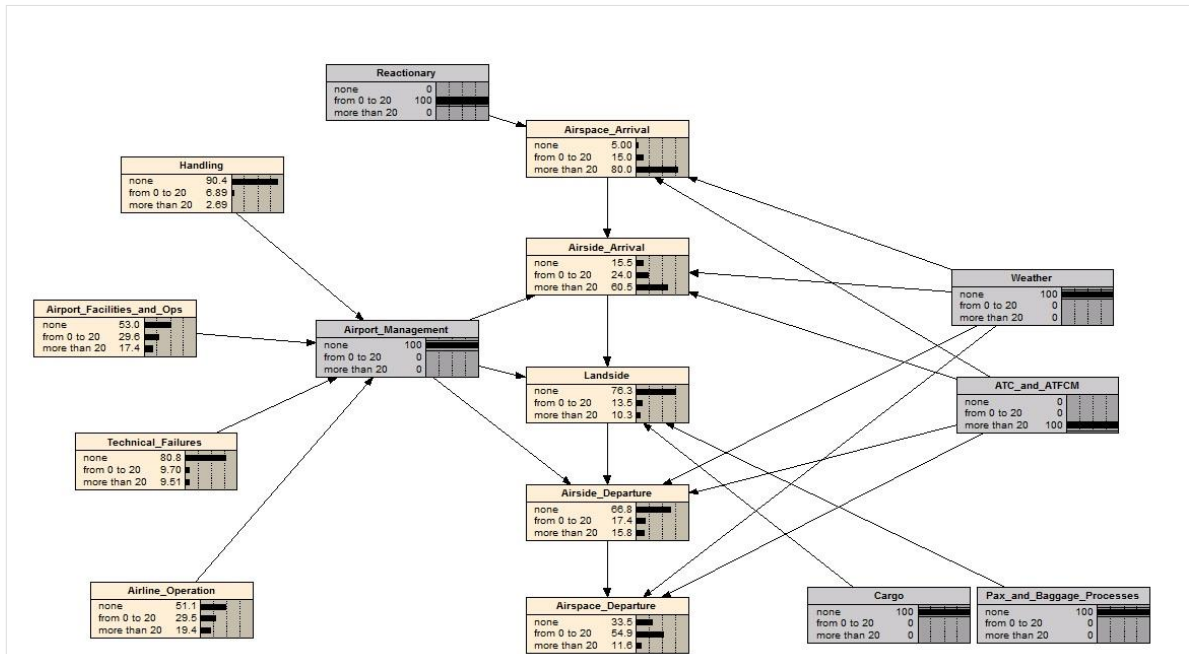 Reactionary
none 0
from 0 to 20 100
more than 20 0
Airspace_Arrival
none 5.00
from 0 to 20 15.0
more than 20 80.0
Handling
none 90.4
from 0 to 20 6.89
more than 20 2.69
Airside_Arrival
none 15.5
from 0 to 20 24.0
more than 20 60.5
Weather
none 100
from 0 to 20 0
more than 20 0
Airport_Facilities_and_Ops
none 53.0
from 0 to 20 29.6
more than 20 17.4
Airport_Management
none 100
from 0 to 20 0
more than 20 0
Landside
none 76.3
from 0 to 20 13.5
more than 20 10.3
ATC_and_ATFCM
none 0
from 0 to 20 0
more than 20 100
Technical_Failures
none 80.8
from 0 to 20 9.70
more than 20 9.51
Airside_Departure
none 66.8
from 0 to 20 17.4
more than 20 15.8
Airline_Operation
none 51.1
from 0 to 20 29.5
more than 20 19.4
Airspace_Departure
none 33.5
from 0 to 20 54.9
more than 20 11.6
Cargo
none 100
from 0 to 20 0
more than 20 0
Pax_and_Baggage_Processes
none 100
from 0 to 20 0
more than 20 0